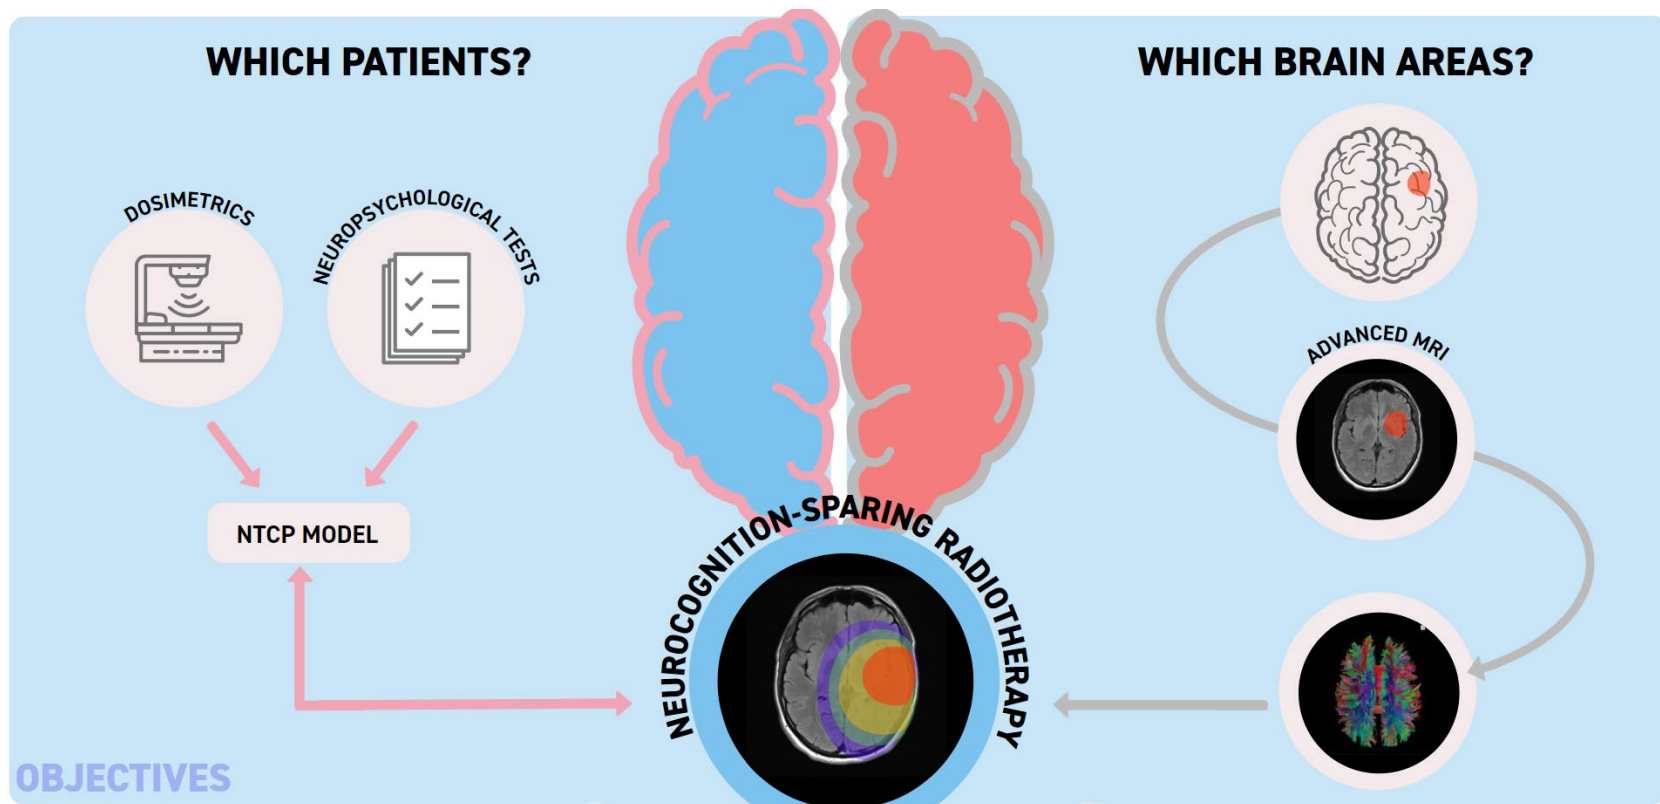 WHICH PATIENTS?
WHICH BRAIN AREAS?
DOSIMETRICS
NEUROPSYCHOLOGICAL TESTS
ADVANCED MRI
NTCP MODEL
NEUROCOGNITION-SPARING RADIOTHERAPY
OBJECTIVES